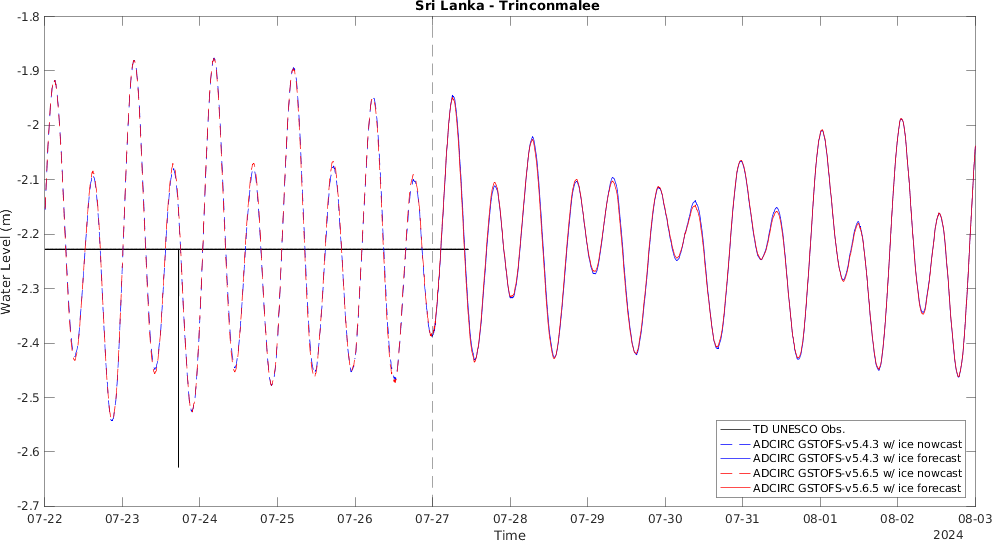 Sri Lanka - Trinconmalee
-1.8
-1.9
-2
-2.1
-2.2
-2.3
-2.4
-2.5
-2.6
-2.7
Water Level (m)
TD UNESCO Obs.
ADCIRC GSTOFS-v5.4.3 w/ ice nowcast
ADCIRC GSTOFS-v5.4.3 w/ ice forecast
ADCIRC GSTOFS-v5.6.5 w/ ice nowcast
ADCIRC GSTOFS-v5.6.5 w/ ice forecast
07-22 07-23 07-24 07-25 07-26 07-27 07-28 07-29 07-30 07-31 08-01 08-02 08-03
Time
2024